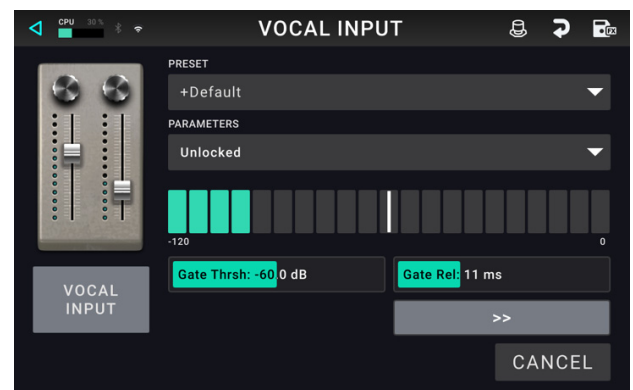 CPU 30 %
VOCAL INPUT
FX
PRESET
+Default
PARAMETERS
Unlocked
-120
0
Gate Thrsh: -60.0 dB
Gate Rel: 11 ms
VOCAL
INPUT
>>
CANCEL